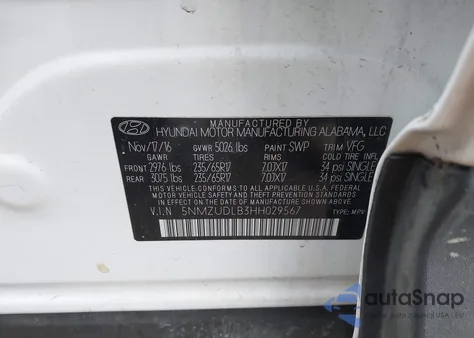 MANUFACTURED BY
HYUNDAI MOTOR MANUFACTURING ALABAMA, LLC
Nov/17/16 GVWR 5026 lbs PAINT SWP TRIM VFG
GAWR TIRES RIMS
FRONT 2976 lbs 235/65R17 7.0JX17 34 psi SINGLE
REAR 3075 lbs 235/65R17 7.0JX17 34 psi SINGLE
THIS VEHICLE CONFORMS TO ALL APPLICABLE U.S.
FEDERAL MOTOR VEHICLE SAFETY AND THEFT PREVENTION
STANDARDS IN EFFECT ON THE DATE OF
MANUFACTURE SHOWN ABOVE.
V.I.N 5NMZUDLB3HH029567 TYPE: MPV
autoSnap